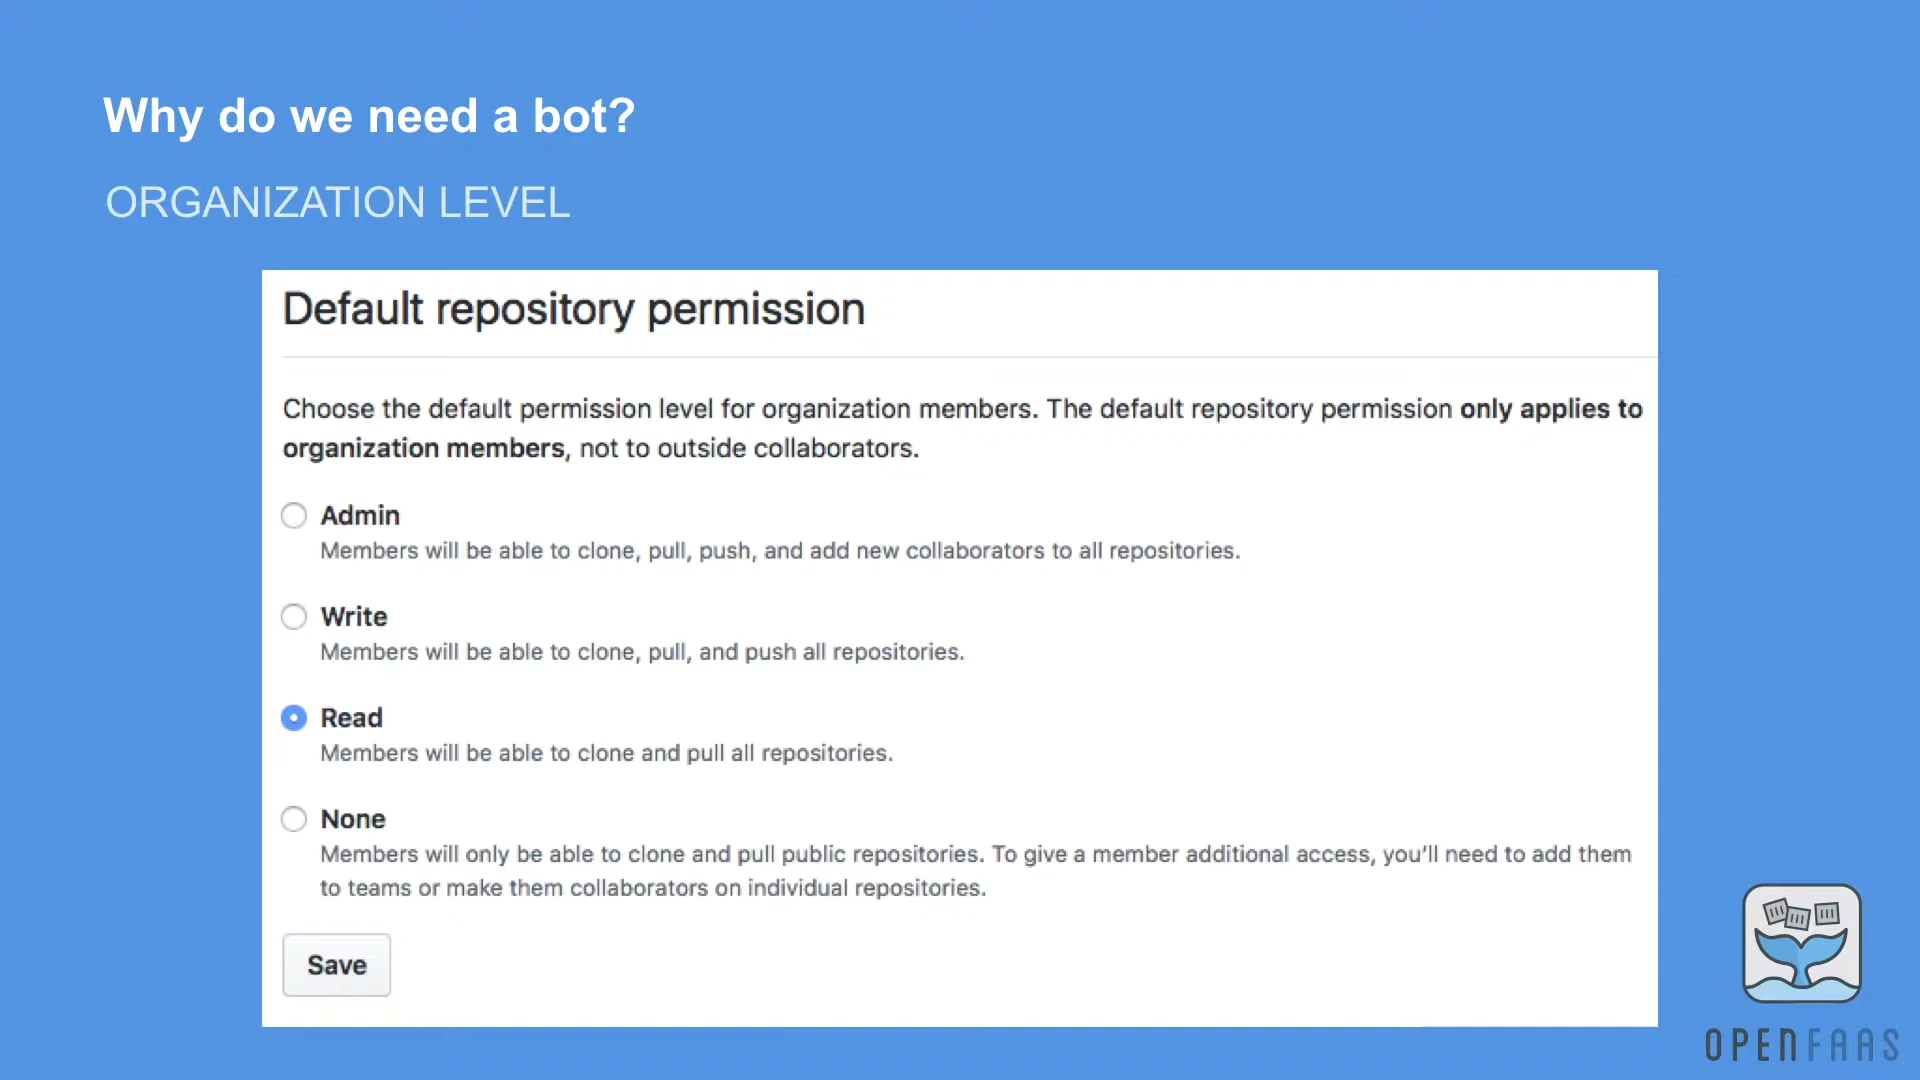 Why do we need a bot?
ORGANIZATION LEVEL
Default repository permission
Choose the default permission level for organization members. The default repository permission only applies to
organization members, not to outside collaborators.
Admin
Members will be able to clone, pull, push, and add new collaborators to all repositories.
Write
Members will be able to clone, pull, and push all repositories.
Read
Members will be able to clone and pull all repositories.
None
Members will only be able to clone and pull public repositories. To give a member additional access, you’ll need to add them
to teams or make them collaborators on individual repositories.
Save
OPENFAAS